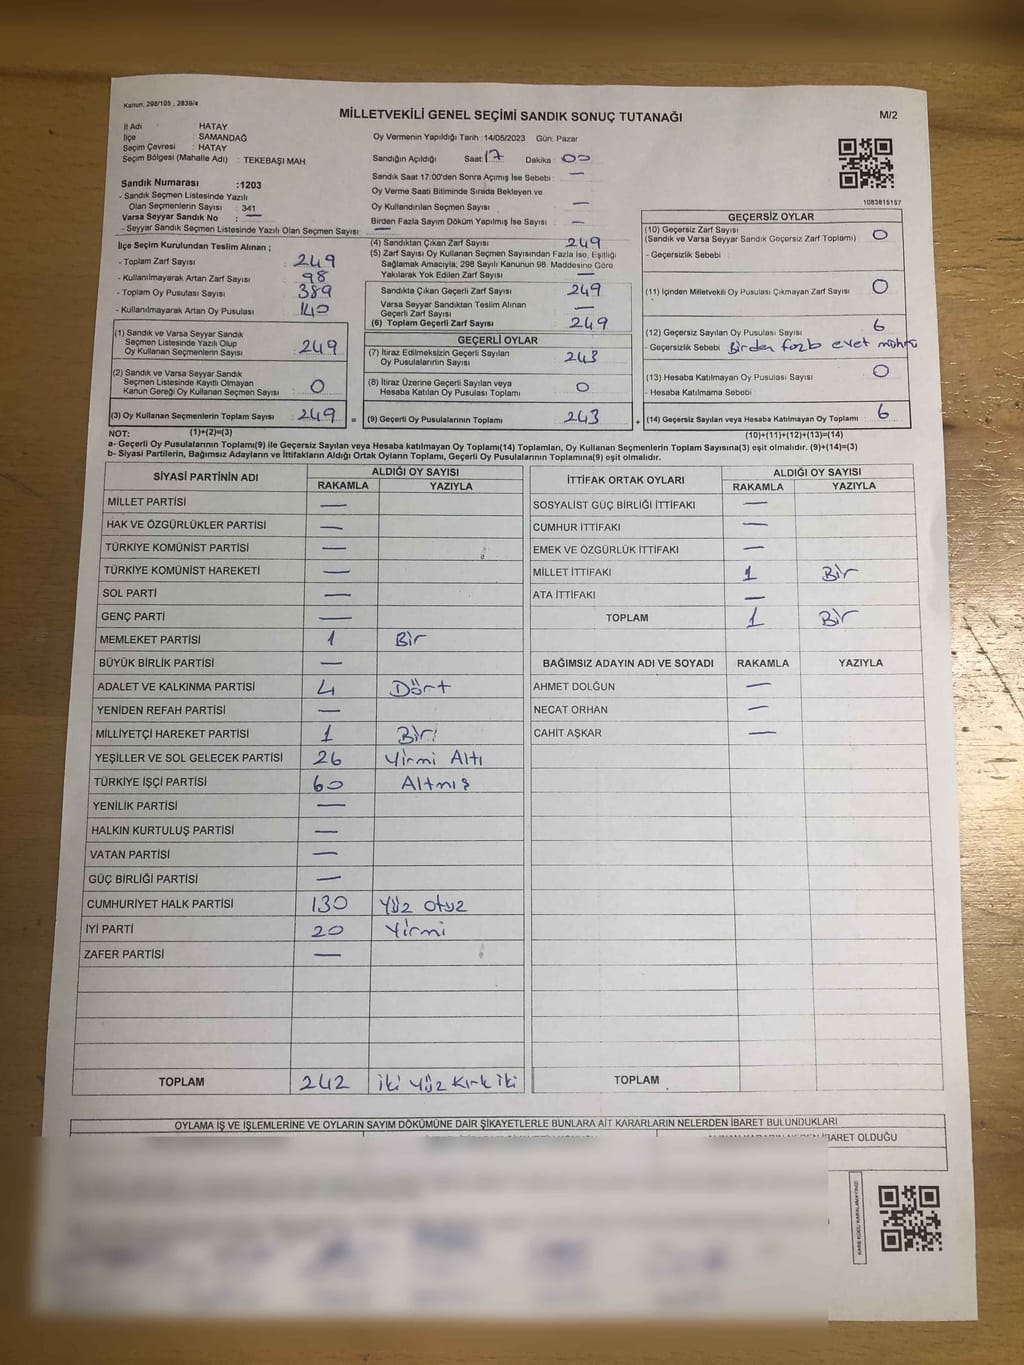 Kanun: 298/105 , 2839/4
MİLLETVEKİLİ GENEL SEÇİMİ SANDIK SONUÇ TUTANAĞI
M/2
İl Adı : HATAY
İlçe : SAMANDAĞ
Seçim Çevresi : HATAY
Seçim Bölgesi (Mahalle Adı) : TEKEBAŞI MAH
Oy Vermenin Yapıldığı Tarih :14/05/2023 Gün: Pazar
Sandığın Açıldığı Saat 17 Dakika 00
Sandık Saat 17:00'den Sonra Açımış İse Sebebi : —
Oy Verme Saati Bitiminde Sırada Bekleyen ve
Oy Kullandırılan Seçmen Sayısı —
Birden Fazla Sayım Döküm Yapılmış İse Sayısı —
1083815157
Sandık Numarası :1203
- Sandık Seçmen Listesinde Yazılı
Olan Seçmenlerin Sayısı : 341
Varsa Seyyar Sandık No : —
- Seyyar Sandık Seçmen Listesinde Yazılı Olan Seçmen Sayısı : —
İlçe Seçim Kurulundan Teslim Alınan ;
- Toplam Zarf Sayısı 249
- Kullanılmayarak Artan Zarf Sayısı 98
- Toplam Oy Pusulası Sayısı 389
- Kullanılmayarak Artan Oy Pusulası 140
(1) Sandık ve Varsa Seyyar Sandık
Seçmen Listesinde Yazılı Olup
Oy Kullanan Seçmenlerin Sayısı 249
(2) Sandık ve Varsa Seyyar Sandık
Seçmen Listesinde Kayıtlı Olmayan
Kanun Gereği Oy Kullanan Seçmen Sayısı 0
(3) Oy Kullanan Seçmenlerin Toplam Sayısı 249 =
(4) Sandıktan Çıkan Zarf Sayısı 249
(5) Zarf Sayısı Oy Kullanan Seçmen Sayısından Fazla İse, Eşitliği
Sağlamak Amacıyla; 298 Sayılı Kanunun 98. Maddesine Göre
Yakılarak Yok Edilen Zarf Sayısı —
Sandıkta Çıkan Geçerli Zarf Sayısı 249
Varsa Seyyar Sandıktan Teslim Alınan
Geçerli Zarf Sayısı —
(6) Toplam Geçerli Zarf Sayısı 249
GEÇERLİ OYLAR
(7) İtiraz Edilmeksizin Geçerli Sayılan
Oy Pusulalarının Sayısı 243
(8) İtiraz Üzerine Geçerli Sayılan veya
Hesaba Katılan Oy Pusulası Toplamı 0
(9) Geçerli Oy Pusulalarının Toplamı 243 +
GEÇERSİZ OYLAR
(10) Geçersiz Zarf Sayısı
(Sandık ve Varsa Seyyar Sandık Geçersiz Zarf Toplamı) 0
- Geçersizlik Sebebi
(11) İçinden Milletvekili Oy Pusulası Çıkmayan Zarf Sayısı 0
(12) Geçersiz Sayılan Oy Pusulası Sayısı 6
- Geçersizlik Sebebi Birden fazla evet mührü
(13) Hesaba Katılmayan Oy Pusulası Sayısı 0
- Hesaba Katılmama Sebebi
(14) Geçersiz Sayılan veya Hesaba Katılmayan Oy Toplamı 6
NOT: (1)+(2)=(3) (10)+(11)+(12)+(13)=(14)
a- Geçerli Oy Pusulalarının Toplamı(9) ile Geçersiz Sayılan veya Hesaba katılmayan Oy Toplamı(14) Toplamları, Oy Kullanan Seçmenlerin Toplam Sayısına(3) eşit olmalıdır. (9)+(14)=(3)
b- Siyasi Partilerin, Bağımsız Adayların ve İttifakların Aldığı Ortak Oyların Toplamı, Geçerli Oy Pusulalarının Toplamına(9) eşit olmalıdır.
SİYASİ PARTİNİN ADI ALDIĞI OY SAYISI
RAKAMLA YAZIYLA
MİLLET PARTİSİ —
HAK VE ÖZGÜRLÜKLER PARTİSİ —
TÜRKİYE KOMÜNİST PARTİSİ —
TÜRKİYE KOMÜNİST HAREKETİ —
SOL PARTİ —
GENÇ PARTİ —
MEMLEKET PARTİSİ 1 Bir
BÜYÜK BİRLİK PARTİSİ —
ADALET VE KALKINMA PARTİSİ 4 Dört
YENİDEN REFAH PARTİSİ —
MİLLİYETÇİ HAREKET PARTİSİ 1 Bir
YEŞİLLER VE SOL GELECEK PARTİSİ 26 Yirmi Altı
TÜRKİYE İŞÇİ PARTİSİ 60 Altmış
YENİLİK PARTİSİ —
HALKIN KURTULUŞ PARTİSİ —
VATAN PARTİSİ —
GÜÇ BİRLİĞİ PARTİSİ —
CUMHURİYET HALK PARTİSİ 130 Yüz otuz
İYİ PARTİ 20 Yirmi
ZAFER PARTİSİ —
TOPLAM 242 iki yüz Kırk iki
İTTİFAK ORTAK OYLARI ALDIĞI OY SAYISI
RAKAMLA YAZIYLA
SOSYALİST GÜÇ BİRLİĞİ İTTİFAKI —
CUMHUR İTTİFAKI —
EMEK VE ÖZGÜRLÜK İTTİFAKI —
MİLLET İTTİFAKI 1 Bir
ATA İTTİFAKI —
TOPLAM 1 Bir
BAĞIMSIZ ADAYIN ADI VE SOYADI RAKAMLA YAZIYLA
AHMET DOLĞUN —
NECAT ORHAN —
CAHİT AŞKAR —
TOPLAM
OYLAMA İŞ VE İŞLEMLERİNE VE OYLARIN SAYIM DÖKÜMÜNE DAİR ŞİKAYETLERLE BUNLARA AİT KARARLARIN NELERDEN İBARET BULUNDUKLARI
İBARET OLDUĞU